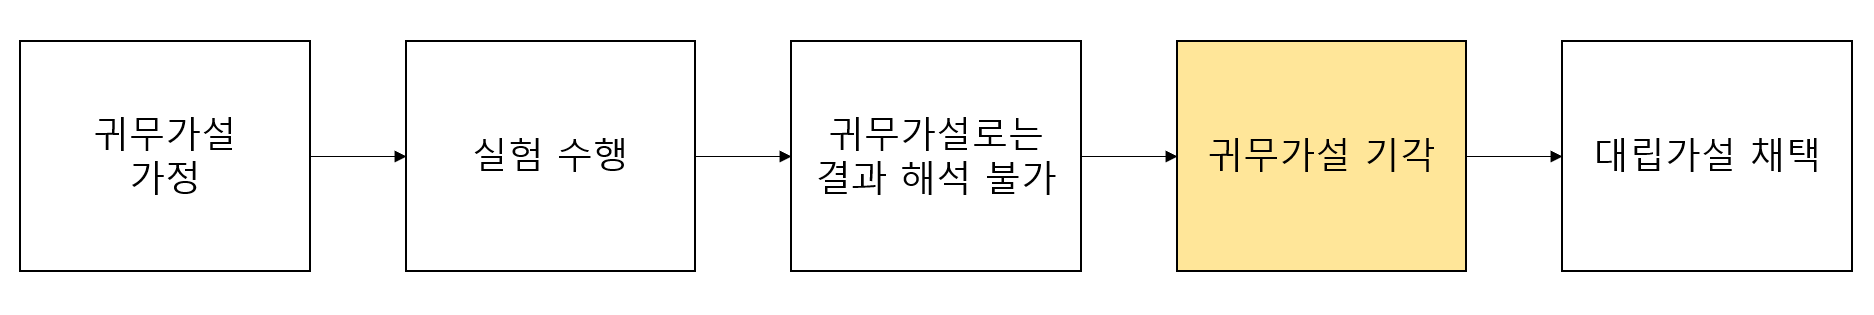 귀무가설
가정
실험 수행
귀무가설로는
결과 해석 불가
귀무가설 기각
대립가설 채택